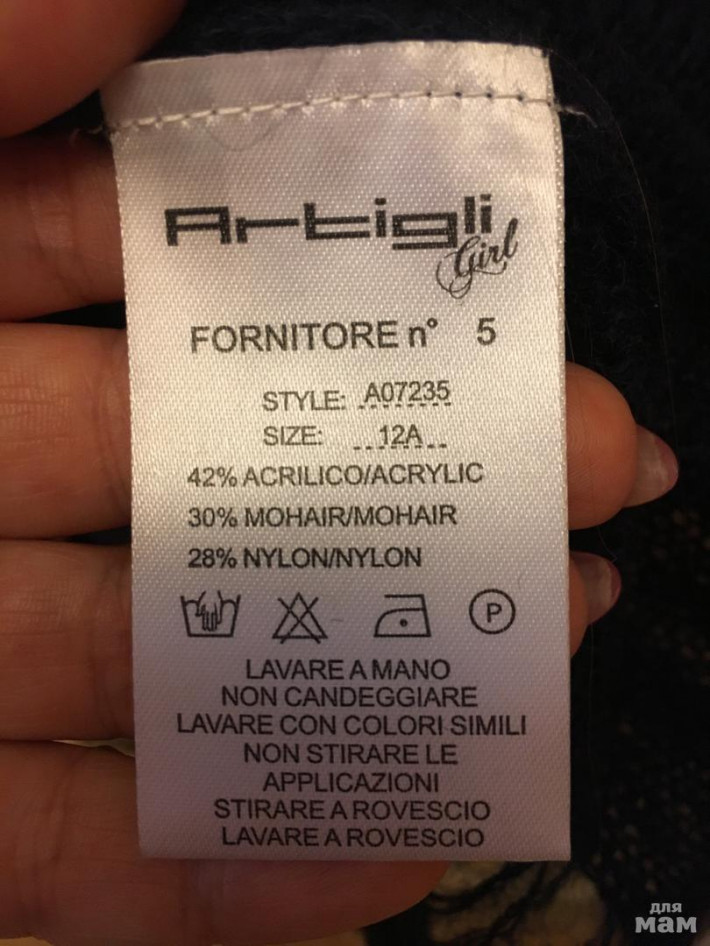 Artigli
Girl
FORNITORE n° 5
STYLE: A07235
SIZE: 12A
42% ACRILICO/ACRYLIC
30% MOHAIR/MOHAIR
28% NYLON/NYLON
P
LAVARE A MANO
NON CANDEGGIARE
LAVARE CON COLORI SIMILI
NON STIRARE LE
APPLICAZIONI
STIRARE A ROVESCIO
LAVARE A ROVESCIO
для
мам